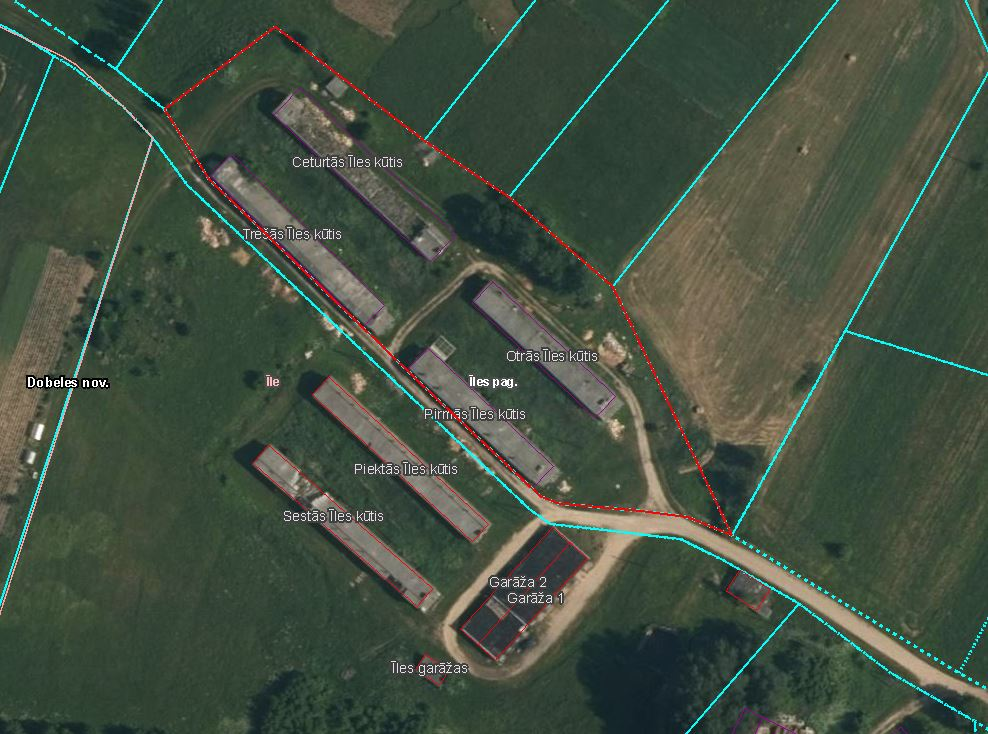 Ceturtās Īles kūtis
Trešās Īles kūtis
Otrās Īles kūtis
Dobeles nov.
Īle
Īles pag.
Pirmās Īles kūtis
Piektās Īles kūtis
Sestās Īles kūtis
Garāža 2
Garāža 1
Īles garāžas